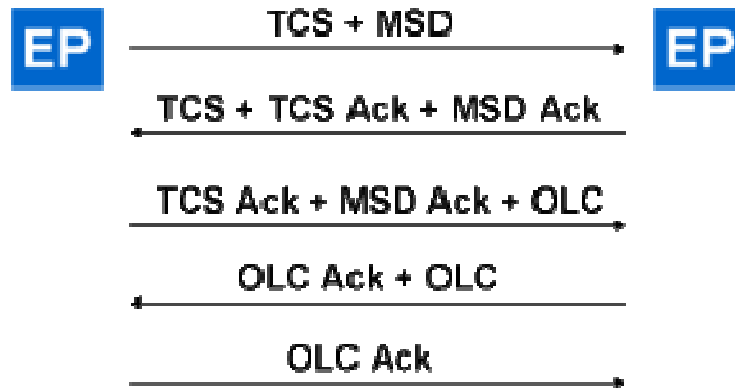 EP
TCS + MSD
EP
TCS + TCS Ack + MSD Ack
TCS Ack + MSD Ack + OLC
OLC Ack + OLC
OLC Ack